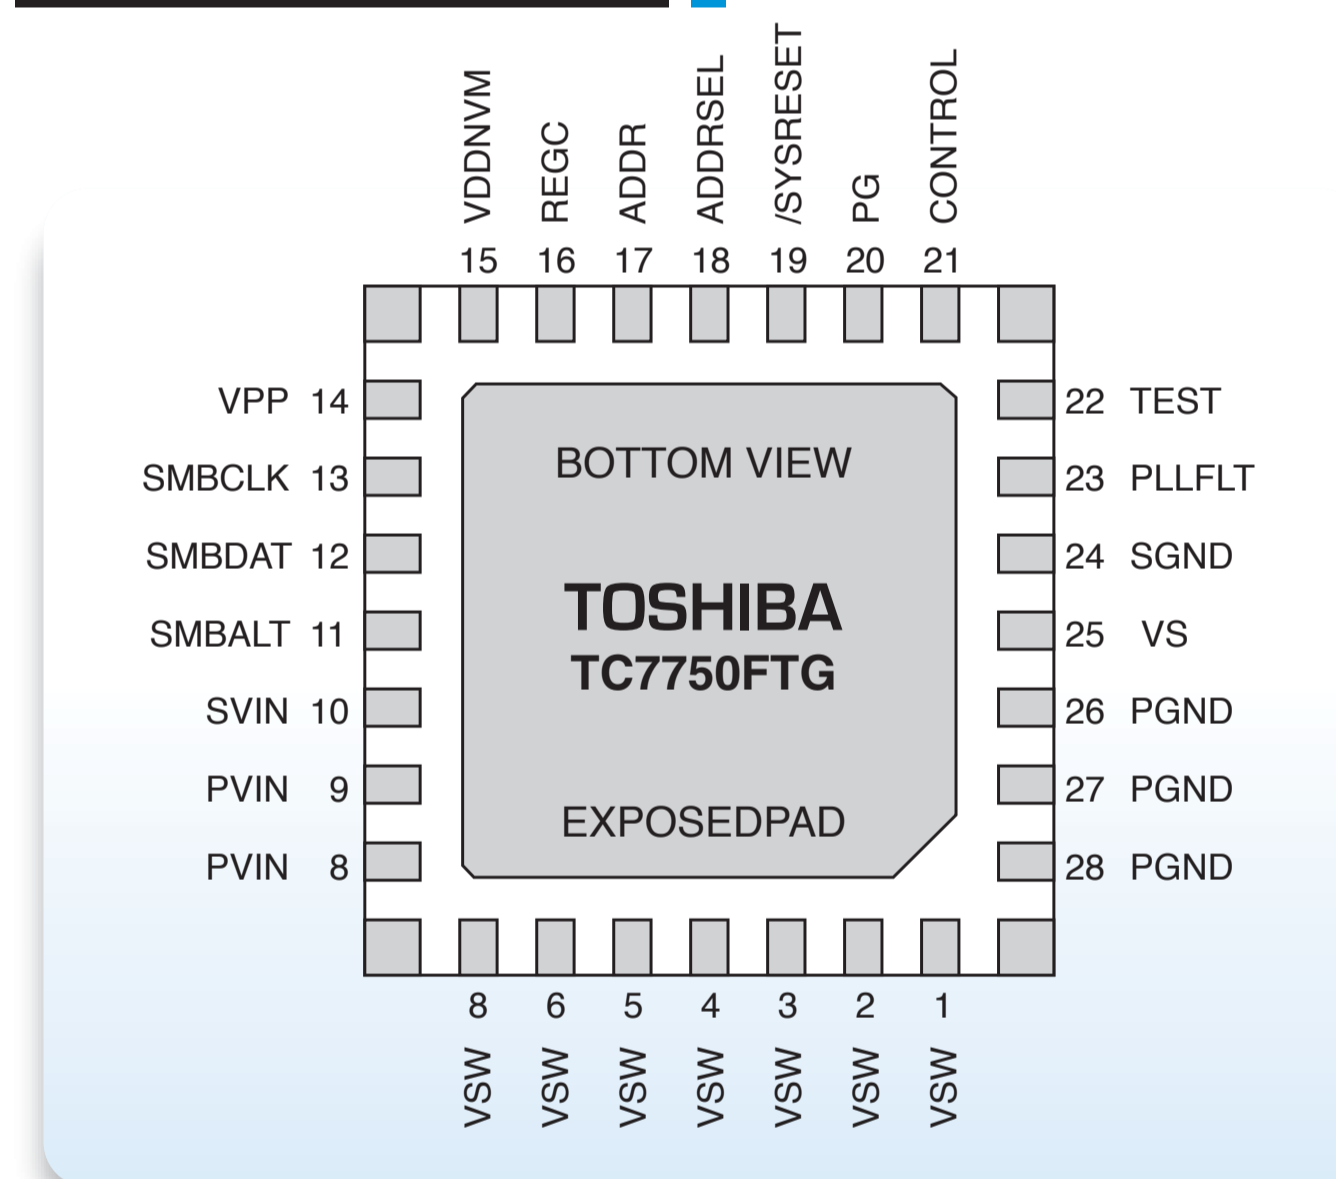 VDDNVM
REGC
ADDR
ADDRSEL
/SYSRESET
PG
CONTROL
15 16 17 18 19 20 21
VPP 14
SMBCLK 13
SMBDAT 12
SMBALT 11
SVIN 10
PVIN 9
PVIN 8
BOTTOM VIEW
TOSHIBA
TC7750FTG
EXPOSEDPAD
22 TEST
23 PLLFLT
24 SGND
25 VS
26 PGND
27 PGND
28 PGND
8 6 5 4 3 2 1
VSW
VSW
VSW
VSW
VSW
VSW
VSW